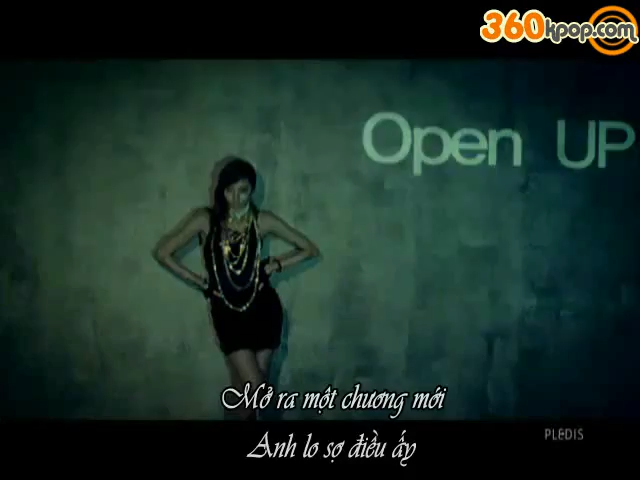 360kpop.com
Open UP
Mở ra một chương mới
Anh lo sợ điều ấy
PLEDIS